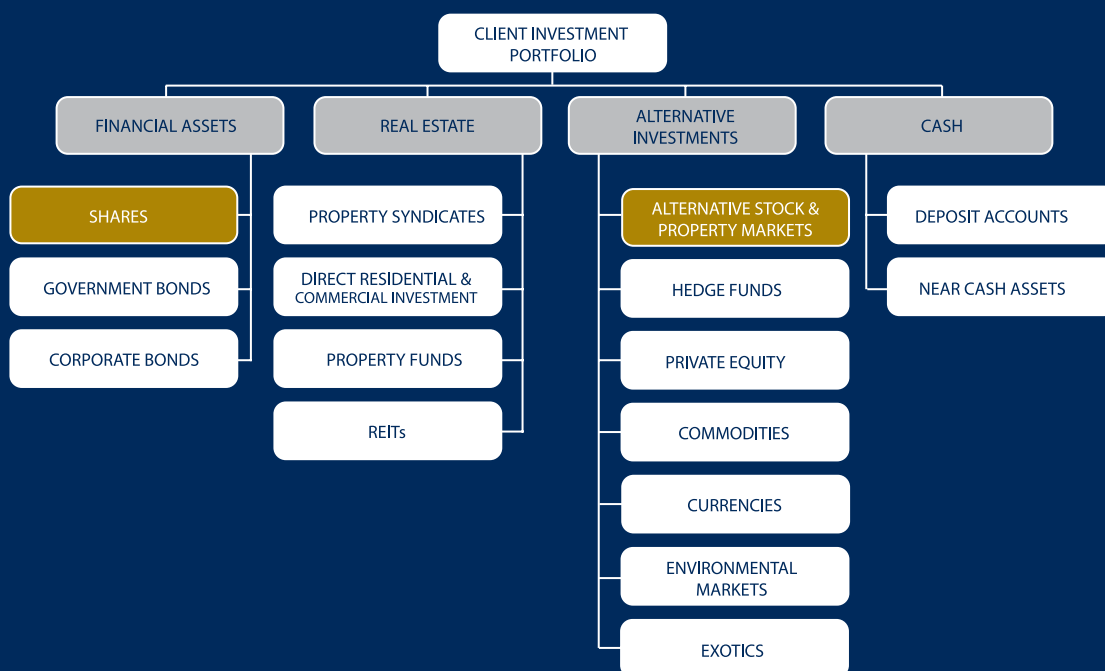 CLIENT INVESTMENT
PORTFOLIO
FINANCIAL ASSETS
REAL ESTATE
ALTERNATIVE
INVESTMENTS
CASH
SHARES
GOVERNMENT BONDS
CORPORATE BONDS
PROPERTY SYNDICATES
DIRECT RESIDENTIAL &
COMMERCIAL INVESTMENT
PROPERTY FUNDS
REITs
ALTERNATIVE STOCK &
PROPERTY MARKETS
HEDGE FUNDS
PRIVATE EQUITY
COMMODITIES
CURRENCIES
ENVIRONMENTAL
MARKETS
EXOTICS
DEPOSIT ACCOUNTS
NEAR CASH ASSETS